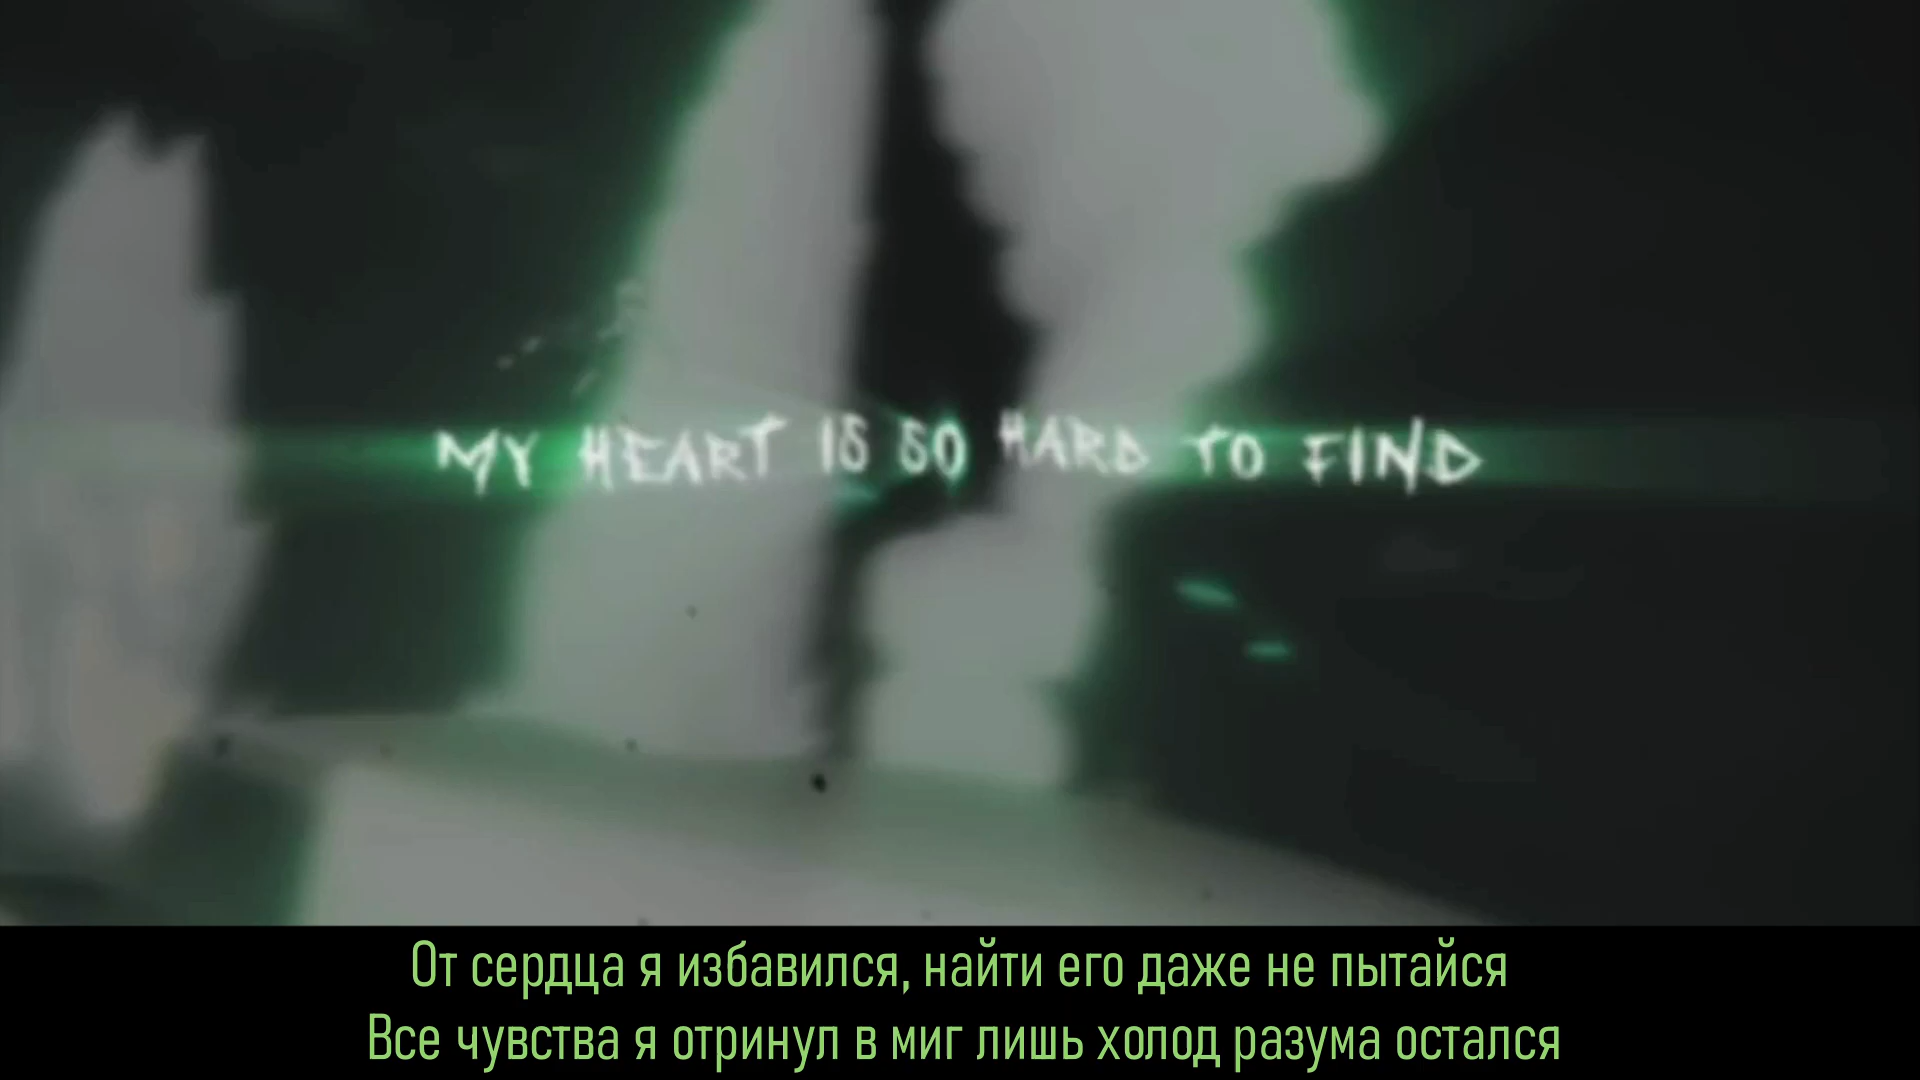 MY HEART IS SO HARD TO FIND
От сердца я избавился, найти его даже не пытайся
Все чувства я отринул в миг лишь холод разума остался